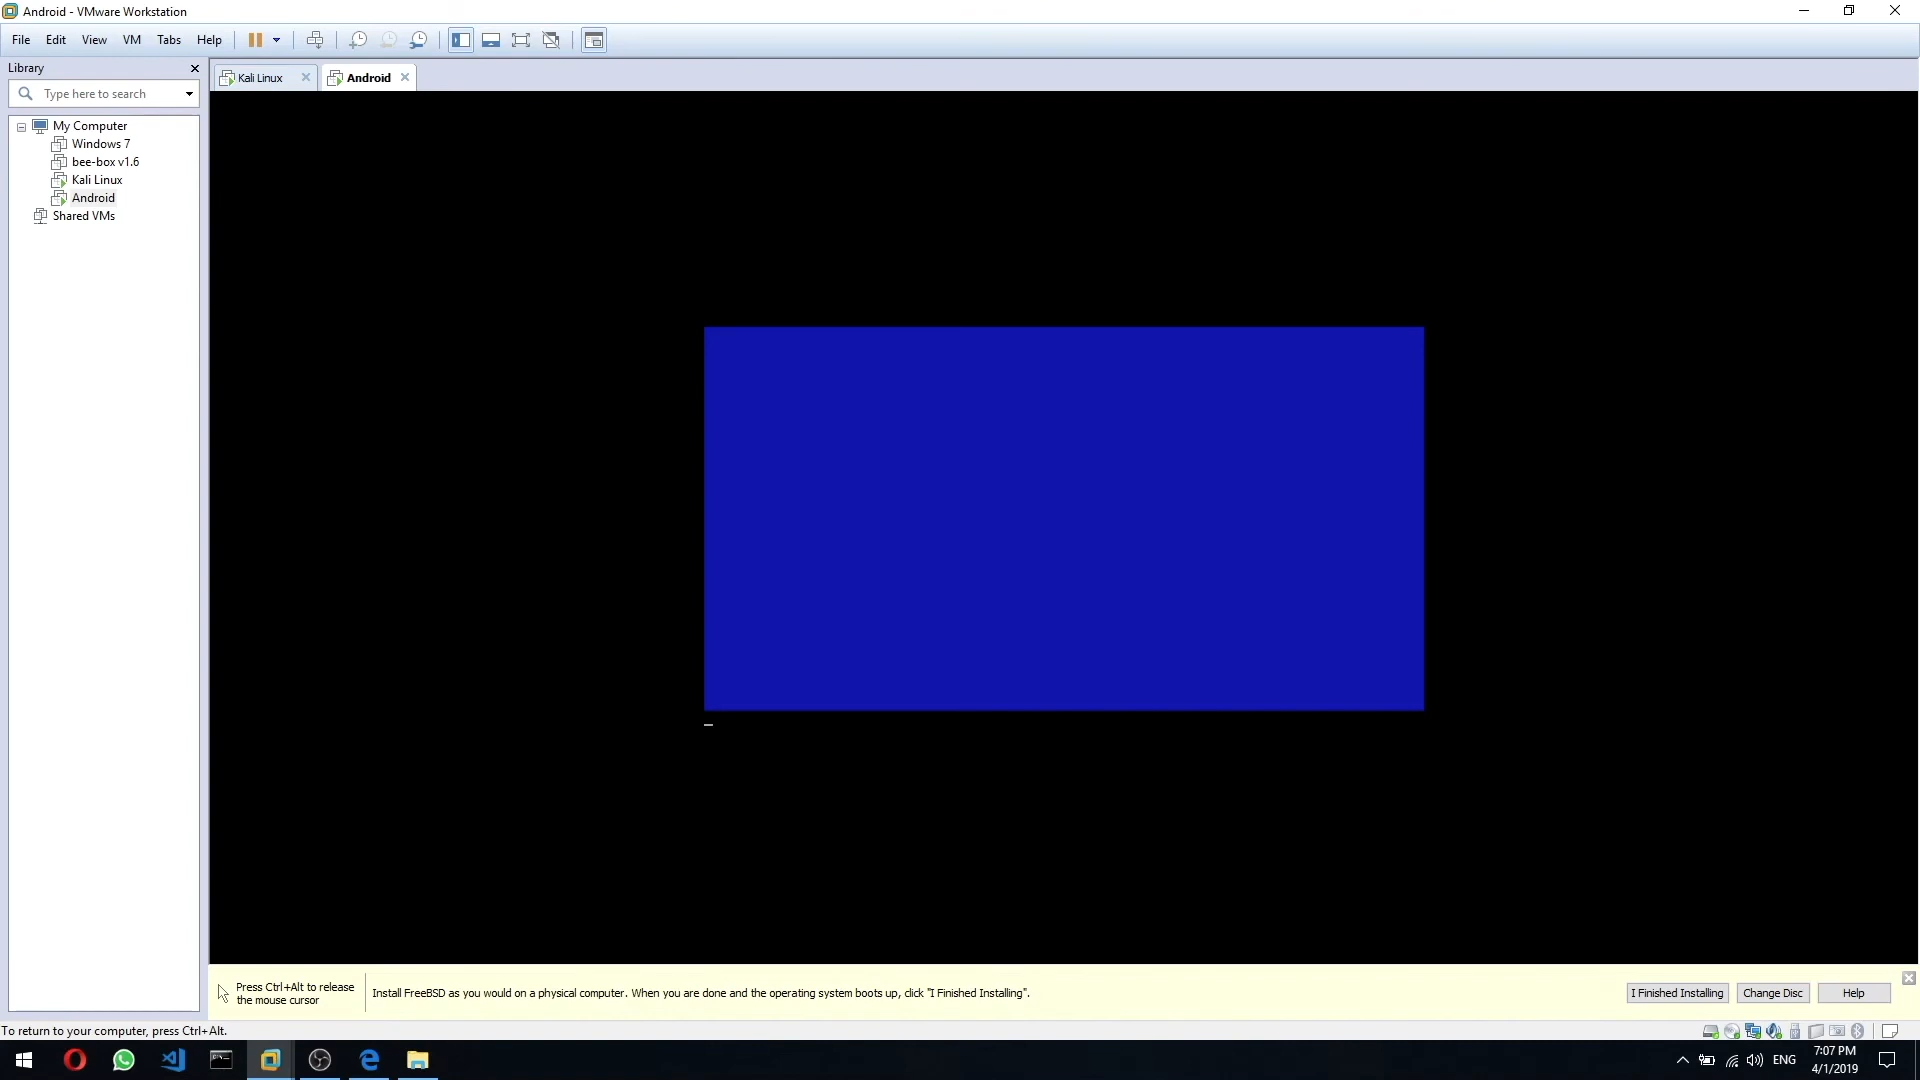 Android - VMware Workstation
File Edit View VM Tabs Help
Library
Type here to search
Kali Linux
Android
My Computer
Windows 7
bee-box v1.6
Kali Linux
Android
Shared VMs
Press Ctrl+Alt to release
the mouse cursor
Install FreeBSD as you would on a physical computer. When you are done and the operating system boots up, click "I Finished Installing".
I Finished Installing
Change Disc
Help
To return to your computer, press Ctrl+Alt.
ENG
7:07 PM
4/1/2019